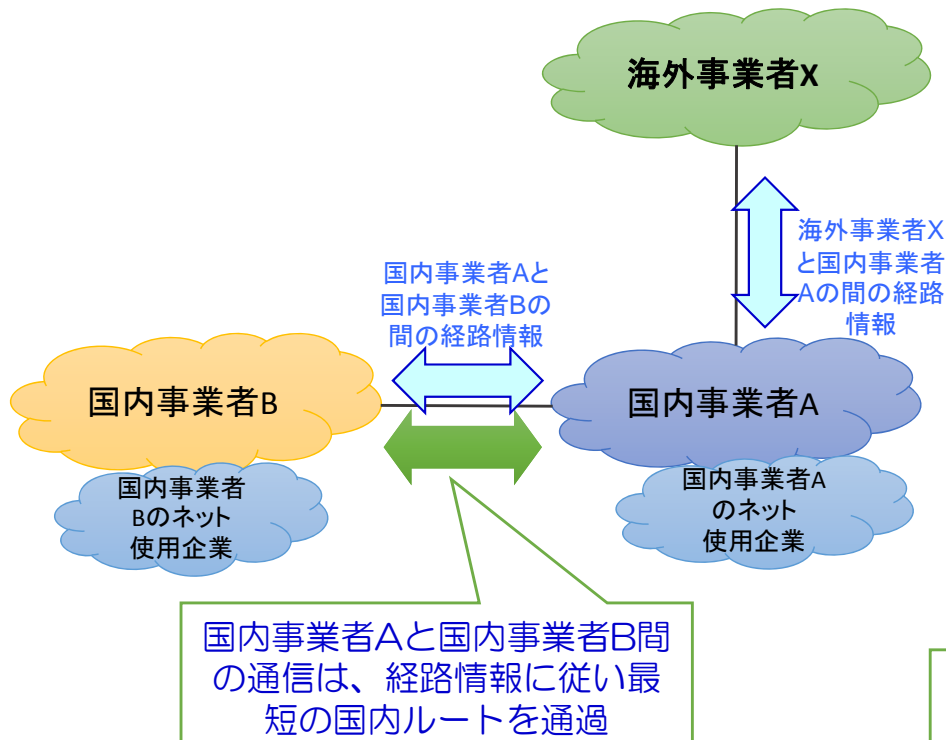 海外事業者X
海外事業者X
と国内事業者
Aの間の経路
情報
国内事業者Aと
国内事業者Bの
間の経路情報
国内事業者B
国内事業者A
国内事業者
Bのネット
使用企業
国内事業者A
のネット
使用企業
国内事業者Aと国内事業者B間
の通信は、経路情報に従い最
短の国内ルートを通過